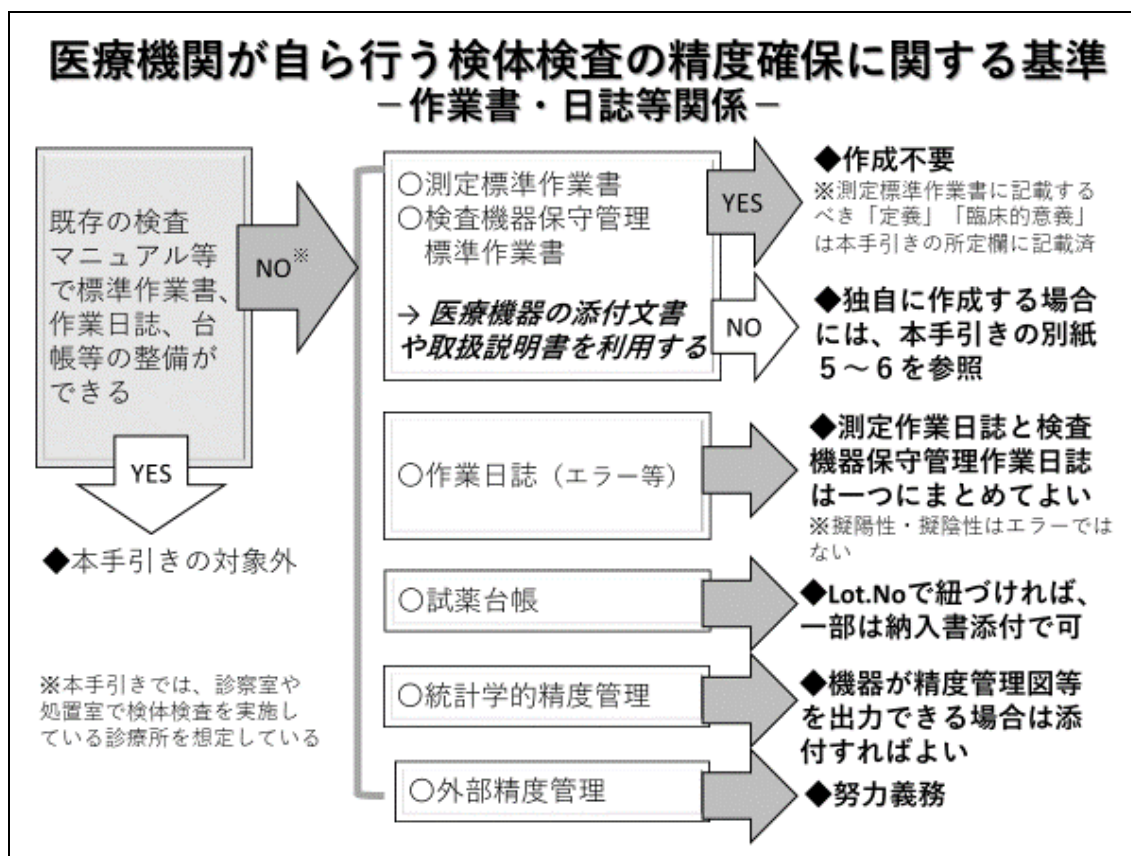 医療機関が自ら行う検体検査の精度確保に関する基準
－作業書・日誌等関係－
既存の検査
マニュアル等
で標準作業書、
作業日誌、台
帳等の整備が
できる
NO※
YES
◆本手引きの対象外
※本手引きでは、診察室や
処置室で検体検査を実施し
ている診療所を想定している
○測定標準作業書
○検査機器保守管理
標準作業書
→ 医療機器の添付文書
や取扱説明書を利用する
YES
◆作成不要
※測定標準作業書に記載する
べき「定義」「臨床的意義」
は本手引きの所定欄に記載済
NO
◆独自に作成する場合
には、本手引きの別紙
５～６を参照
○作業日誌（エラー等）
◆測定作業日誌と検査
機器保守管理作業日誌
は一つにまとめてよい
※擬陽性・擬陰性はエラーでは
ない
○試薬台帳
◆Lot.Noで紐づければ、
一部は納入書添付で可
○統計学的精度管理
◆機器が精度管理図等
を出力できる場合は添
付すればよい
○外部精度管理
◆努力義務